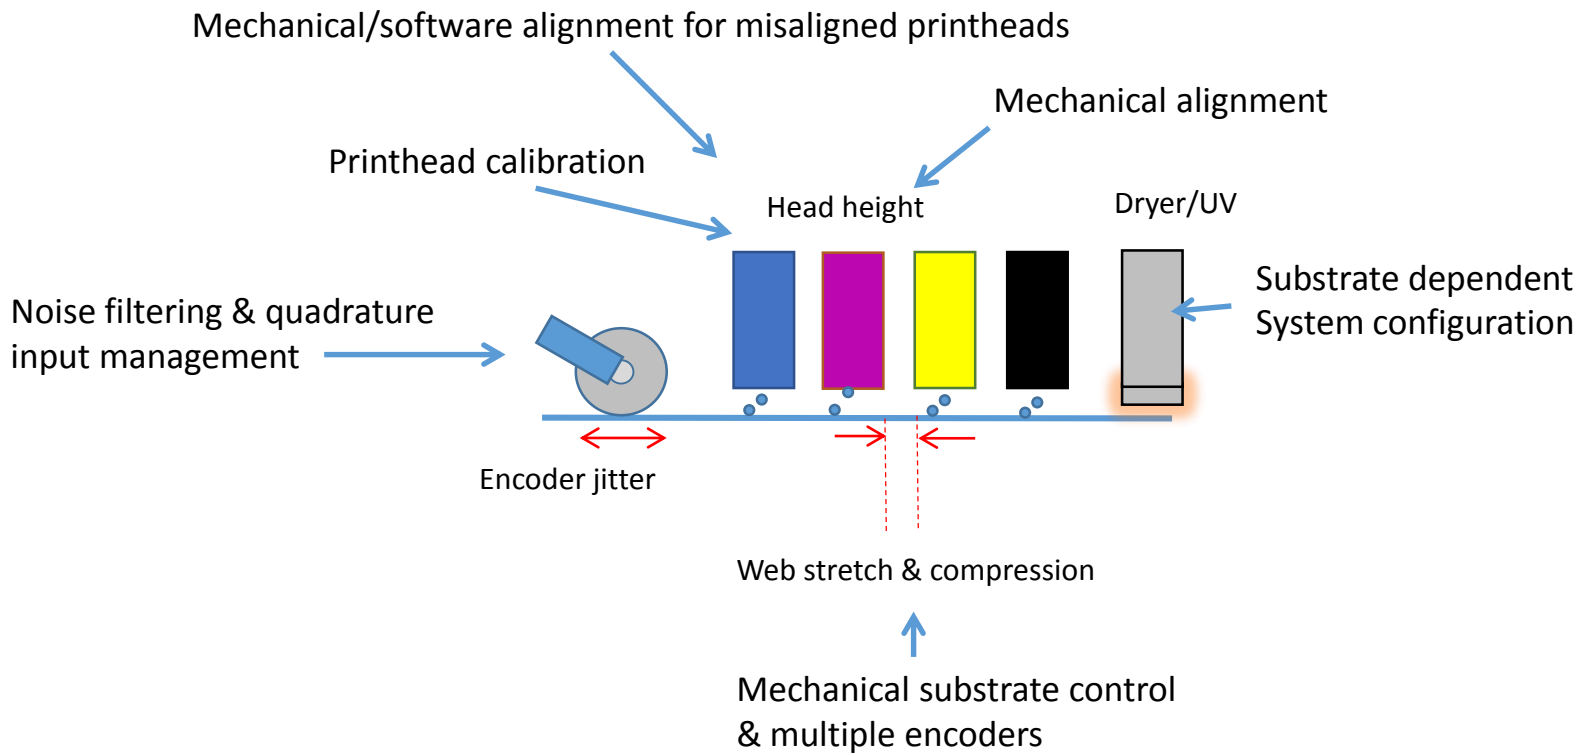 Mechanical/software alignment for misaligned printheads
Mechanical alignment
Printhead calibration
Head height
Dryer/UV
Substrate dependent
System configuration
Noise filtering & quadrature
input management
Encoder jitter
Web stretch & compression
Mechanical substrate control
& multiple encoders